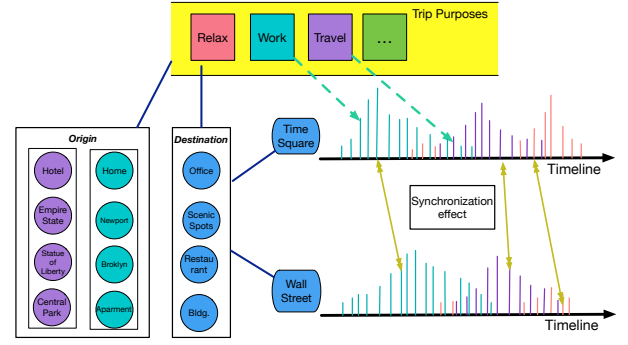 Trip Purposes
Relax
Work
Travel
...
Origin
Destination
Hotel
Home
Office
Empire
State
Newport
Scenic
Spots
Statue
of
Liberty
Broklyn
Restau
rant
Central
Park
Aparment
Bldg.
Time
Square
Timeline
Synchronization
effect
Wall
Street
Timeline